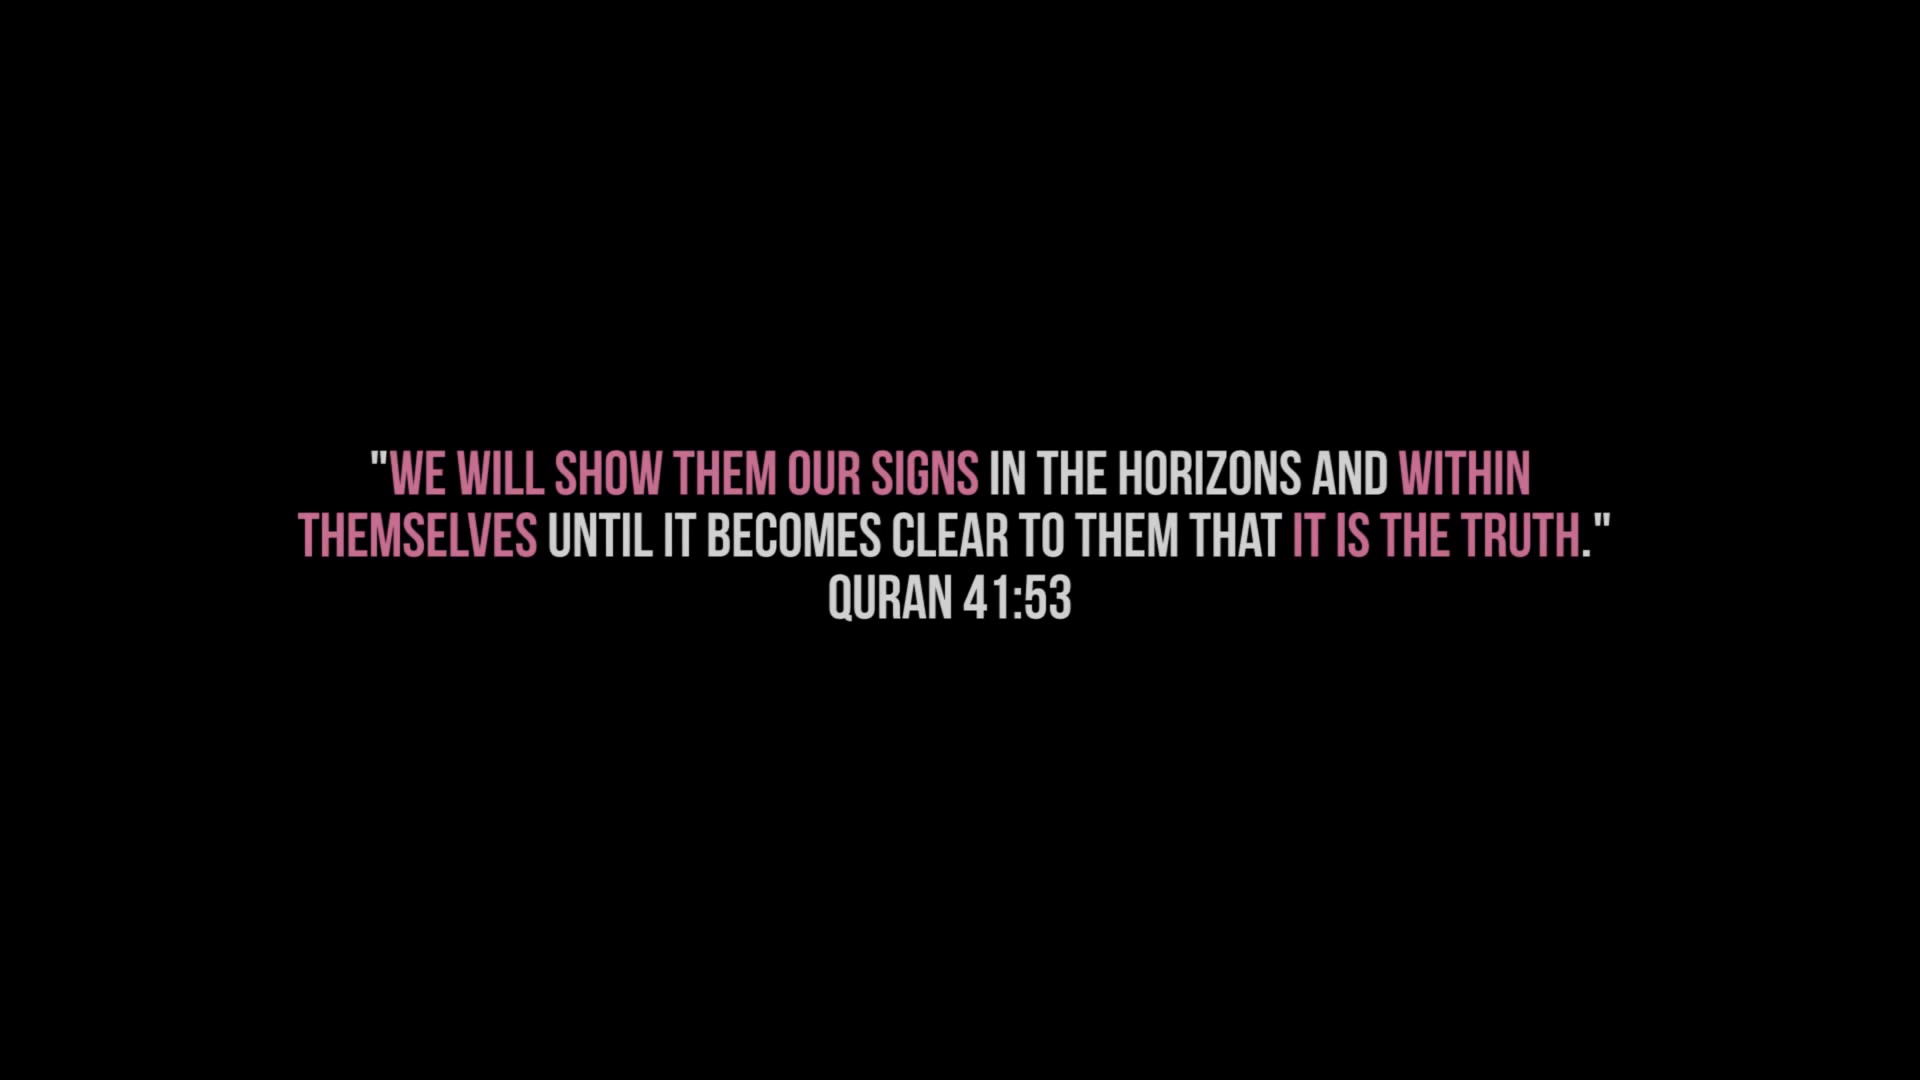 "WE WILL SHOW THEM OUR SIGNS IN THE HORIZONS AND WITHIN
THEMSELVES UNTIL IT BECOMES CLEAR TO THEM THAT IT IS THE TRUTH."
QURAN 41:53